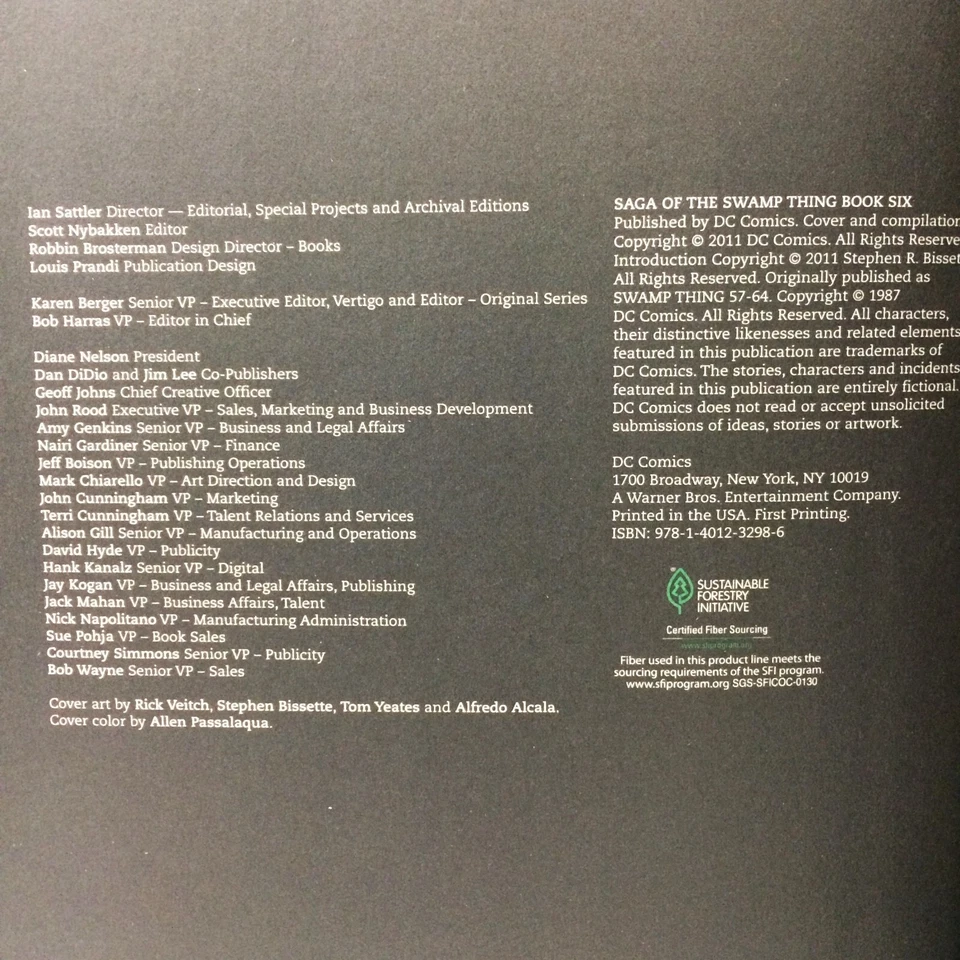 Ian Sattler Director — Editorial, Special Projects and Archival Editions
Scott Nybakken Editor
Robbin Brosterman Design Director – Books
Louis Prandi Publication Design
Karen Berger Senior VP – Executive Editor, Vertigo and Editor – Original Series
Bob Harras VP – Editor in Chief
Diane Nelson President
Dan DiDio and Jim Lee Co-Publishers
Geoff Johns Chief Creative Officer
John Rood Executive VP – Sales, Marketing and Business Development
Amy Genkins Senior VP – Business and Legal Affairs
Nairi Gardiner Senior VP – Finance
Jeff Boison VP – Publishing Operations
Mark Chiarello VP – Art Direction and Design
John Cunningham VP – Marketing
Terri Cunningham VP – Talent Relations and Services
Alison Gill Senior VP – Manufacturing and Operations
David Hyde VP – Publicity
Hank Kanalz Senior VP – Digital
Jay Kogan VP – Business and Legal Affairs, Publishing
Jack Mahan VP – Business Affairs, Talent
Nick Napolitano VP – Manufacturing Administration
Sue Pohja VP – Book Sales
Courtney Simmons Senior VP – Publicity
Bob Wayne Senior VP – Sales
Cover art by Rick Veitch, Stephen Bissette, Tom Yeates and Alfredo Alcala.
Cover color by Allen Passalaqua.
SAGA OF THE SWAMP THING BOOK SIX
Published by DC Comics. Cover and compilation
Copyright © 2011 DC Comics. All Rights Reserve
Introduction Copyright © 2011 Stephen R. Bisset
All Rights Reserved. Originally published as
SWAMP THING 57-64. Copyright © 1987
DC Comics. All Rights Reserved. All characters,
their distinctive likenesses and related elements
featured in this publication are trademarks of
DC Comics. The stories, characters and incidents
featured in this publication are entirely fictional.
DC Comics does not read or accept unsolicited
submissions of ideas, stories or artwork.
DC Comics
1700 Broadway, New York, NY 10019
A Warner Bros. Entertainment Company.
Printed in the USA. First Printing.
ISBN: 978-1-4012-3298-6
SUSTAINABLE
FORESTRY
INITIATIVE
Certified Fiber Sourcing
www.sfiprogram.org
Fiber used in this product line meets the
sourcing requirements of the SFI program.
www.sfiprogram.org SGS-SFICOC-0130